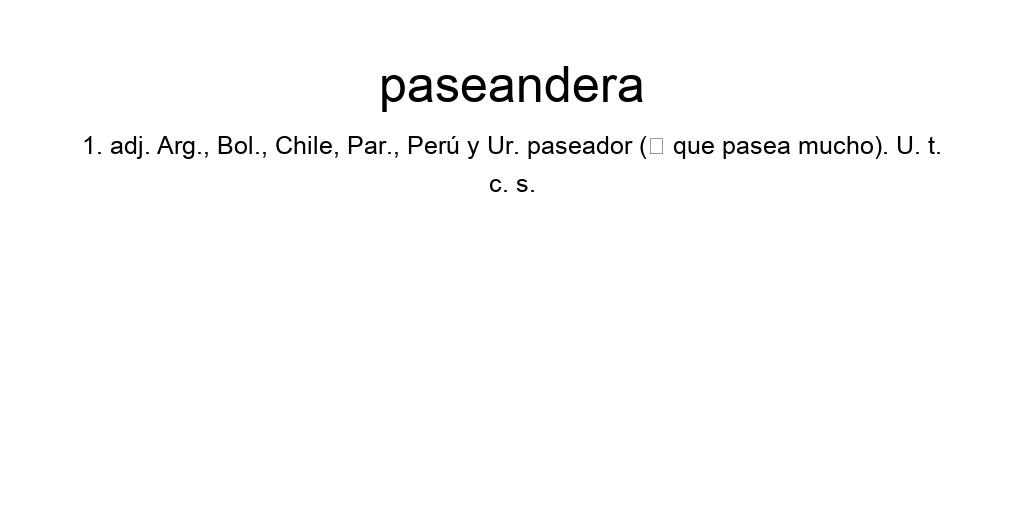 paseandera
1. adj. Arg., Bol., Chile, Par., Perú y Ur. paseador (▯ que pasea mucho). U. t.
c. s.